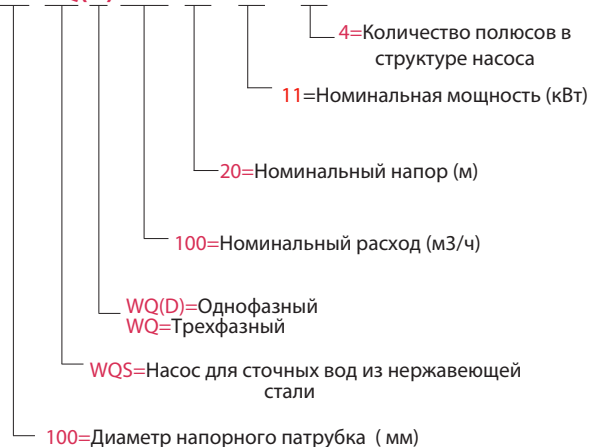 4=Количество полюсов в
структуре насоса
11=Номинальная мощность (кВт)
20=Номинальный напор (м)
100=Номинальный расход (м3/ч)
WQ(D)=Однофазный
WQ=Трехфазный
WQS=Насос для сточных вод из нержавеющей
стали
100=Диаметр напорного патрубка ( мм)